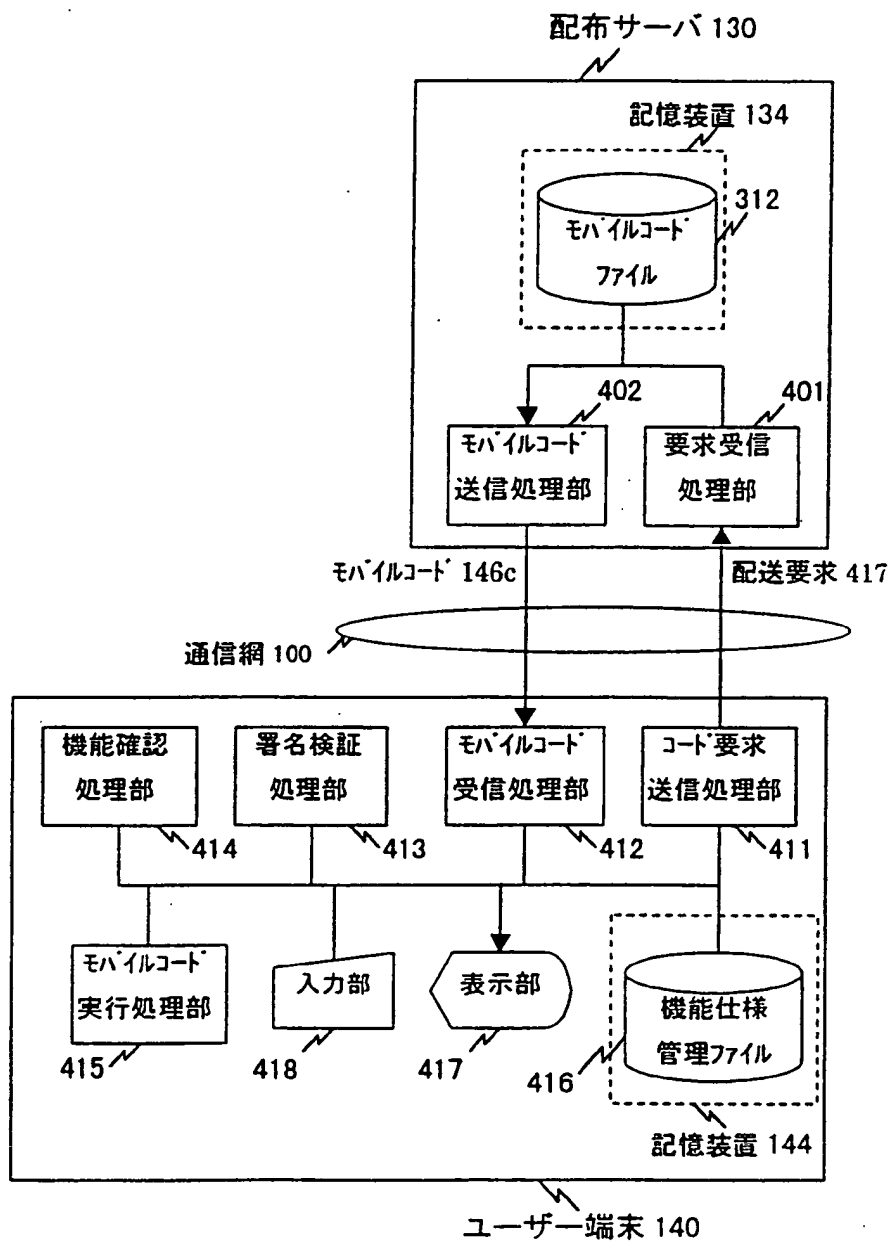 配布サーバ 130
記憶装置 134
312
モバイルコード
ファイル
402
401
モバイルコード
送信処理部
要求受信
処理部
モバイルコード 146c
配送要求 417
通信網 100
機能確認
処理部
署名検証
処理部
モバイルコード
受信処理部
コード要求
送信処理部
414
413
412
411
モバイルコード
実行処理部
入力部
表示部
機能仕様
管理ファイル
415
418
417
416
記憶装置 144
ユーザー端末 140